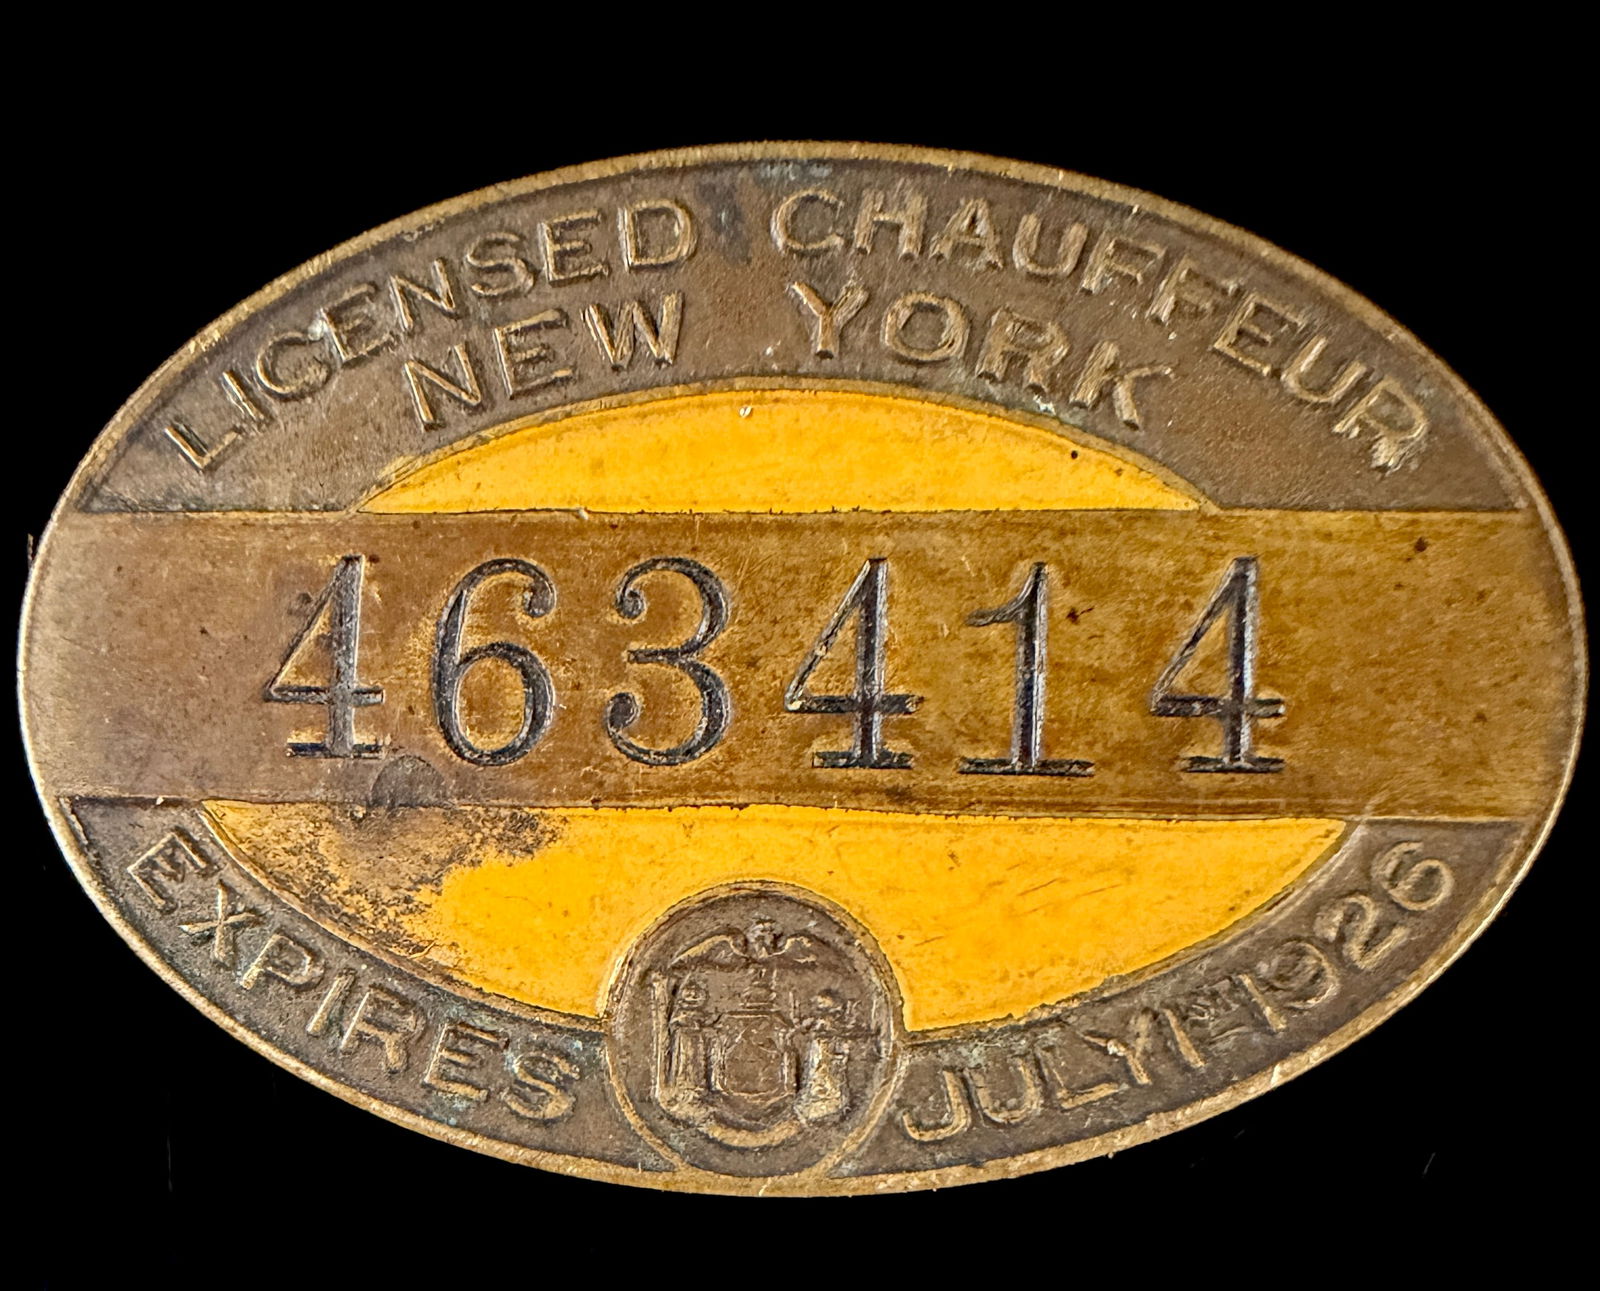 LICENSED CHAUFFEUR
NEW YORK
463414
EXPIRES JULY 1ST 1926